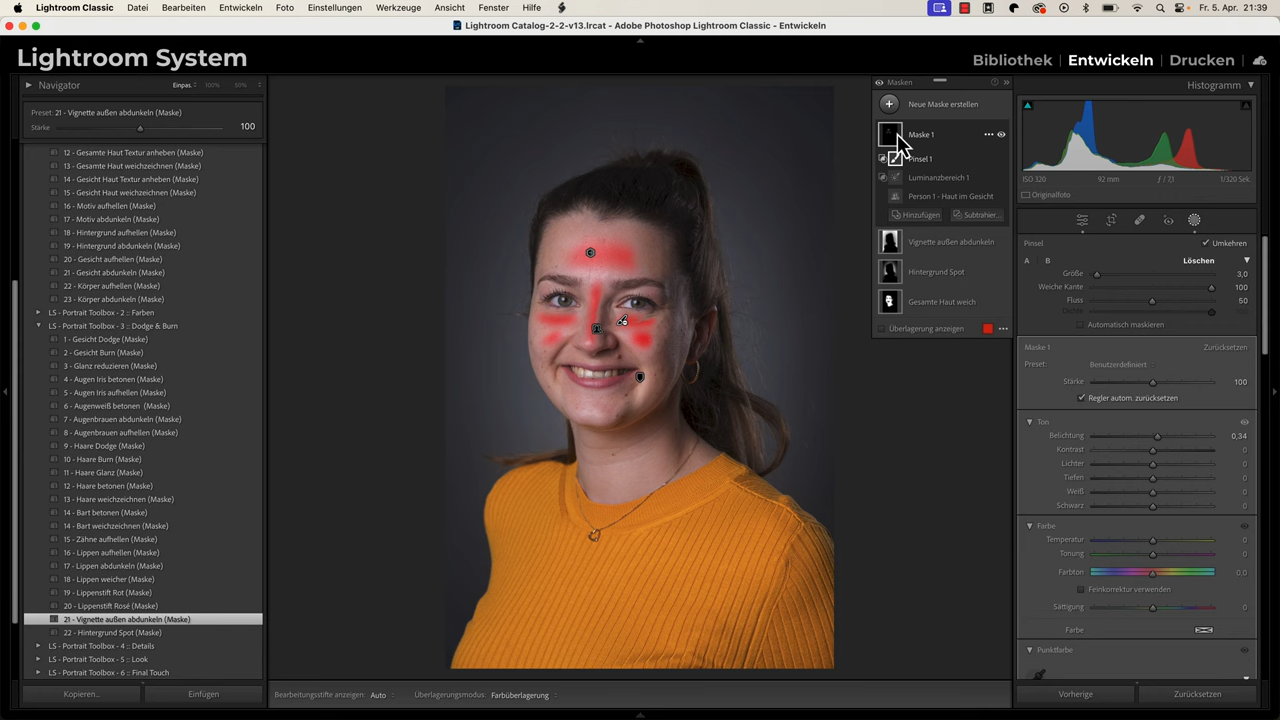 Lightroom Classic Datei Bearbeiten Entwickeln Foto Einstellungen Werkzeuge Ansicht Fenster Hilfe Fr. 5. Apr. 21:39
Lightroom Catalog-2-2-v13.lrcat - Adobe Photoshop Lightroom Classic - Entwickeln
Lightroom System Bibliothek Entwickeln Drucken
Navigator Einpas. 100% 50%
Preset: 21 - Vignette außen abdunkeln (Maske)
Stärke 100
12 - Gesamte Haut Textur anheben (Maske)
13 - Gesamte Haut weichzeichnen (Maske)
14 - Gesicht Haut Textur anheben (Maske)
15 - Gesicht Haut weichzeichnen (Maske)
16 - Motiv aufhellen (Maske)
17 - Motiv abdunkeln (Maske)
18 - Hintergrund aufhellen (Maske)
19 - Hintergrund abdunkeln (Maske)
20 - Gesicht aufhellen (Maske)
21 - Gesicht abdunkeln (Maske)
22 - Körper aufhellen (Maske)
23 - Körper abdunkeln (Maske)
LS - Portrait Toolbox - 2 :: Farben
LS - Portrait Toolbox - 3 :: Dodge & Burn
1 - Gesicht Dodge (Maske)
2 - Gesicht Burn (Maske)
3 - Glanz reduzieren (Maske)
4 - Augen Iris betonen (Maske)
5 - Augen Iris aufhellen (Maske)
6 - Augenweiß betonen (Maske)
7 - Augenbrauen abdunkeln (Maske)
8 - Augenbrauen aufhellen (Maske)
9 - Haare Dodge (Maske)
10 - Haare Burn (Maske)
11 - Haare Glanz (Maske)
12 - Haare betonen (Maske)
13 - Haare weichzeichnen (Maske)
14 - Bart betonen (Maske)
14 - Bart weichzeichnen (Maske)
15 - Zähne aufhellen (Maske)
16 - Lippen aufhellen (Maske)
17 - Lippen abdunkeln (Maske)
18 - Lippen weicher (Maske)
19 - Lippenstift Rot (Maske)
20 - Lippenstift Rosé (Maske)
21 - Vignette außen abdunkeln (Maske)
22 - Hintergrund Spot (Maske)
LS - Portrait Toolbox - 4 :: Details
LS - Portrait Toolbox - 5 :: Look
LS - Portrait Toolbox - 6 :: Final Touch
Kopieren... Einfügen
Bearbeitungsstifte anzeigen: Auto Überlagerungsmodus: Farbüberlagerung
Masken
Neue Maske erstellen
Maske 1
Pinsel 1
Luminanzbereich 1
Person 1 - Haut im Gesicht
Hinzufügen Subtrahier...
Vignette außen abdunkeln
Hintergrund Spot
Gesamte Haut weich
Überlagerung anzeigen
Histogramm
ISO 320 92 mm ƒ / 7,1 1/320 Sek.
Originalfoto
Pinsel Umkehren
A B Löschen
Größe 3,0
Weiche Kante 100
Fluss 50
Dichte
Automatisch maskieren
Maske 1 Zurücksetzen
Preset: Benutzerdefiniert
Stärke 100
Regler autom. zurücksetzen
Ton
Belichtung 0,34
Kontrast 0
Lichter 0
Tiefen 0
Weiß 0
Schwarz 0
Farbe
Temperatur 0
Tonung 0
Farbton 0,0
Feinkorrektur verwenden
Sättigung 0
Farbe
Punktfarbe
Vorherige Zurücksetzen